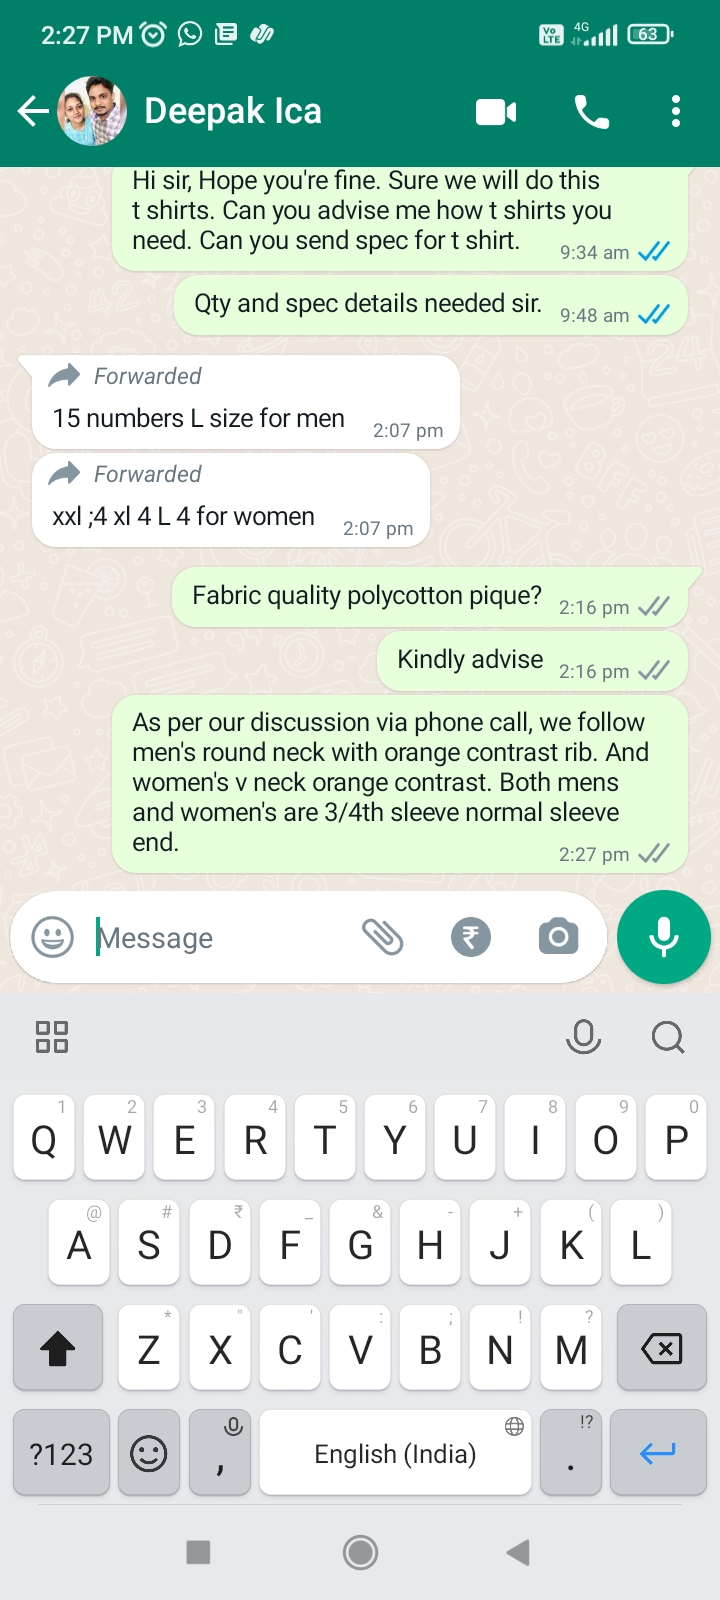 2:27 PM
Vo LTE 4G 63
Deepak Ica
Hi sir, Hope you're fine. Sure we will do this
t shirts. Can you advise me how t shirts you
need. Can you send spec for t shirt. 9:34 am
Qty and spec details needed sir. 9:48 am
Forwarded
15 numbers L size for men 2:07 pm
Forwarded
xxl ;4 xl 4 L 4 for women 2:07 pm
Fabric quality polycotton pique? 2:16 pm
Kindly advise 2:16 pm
As per our discussion via phone call, we follow
men's round neck with orange contrast rib. And
women's v neck orange contrast. Both mens
and women's are 3/4th sleeve normal sleeve
end. 2:27 pm
Message ₹
1 2 3 4 5 6 7 8 9 0
Q W E R T Y U I O P
@ # ₹ _ & - + ( )
A S D F G H J K L
* " ' : ; ! ?
Z X C V B N M
!?
?123 , English (India) .